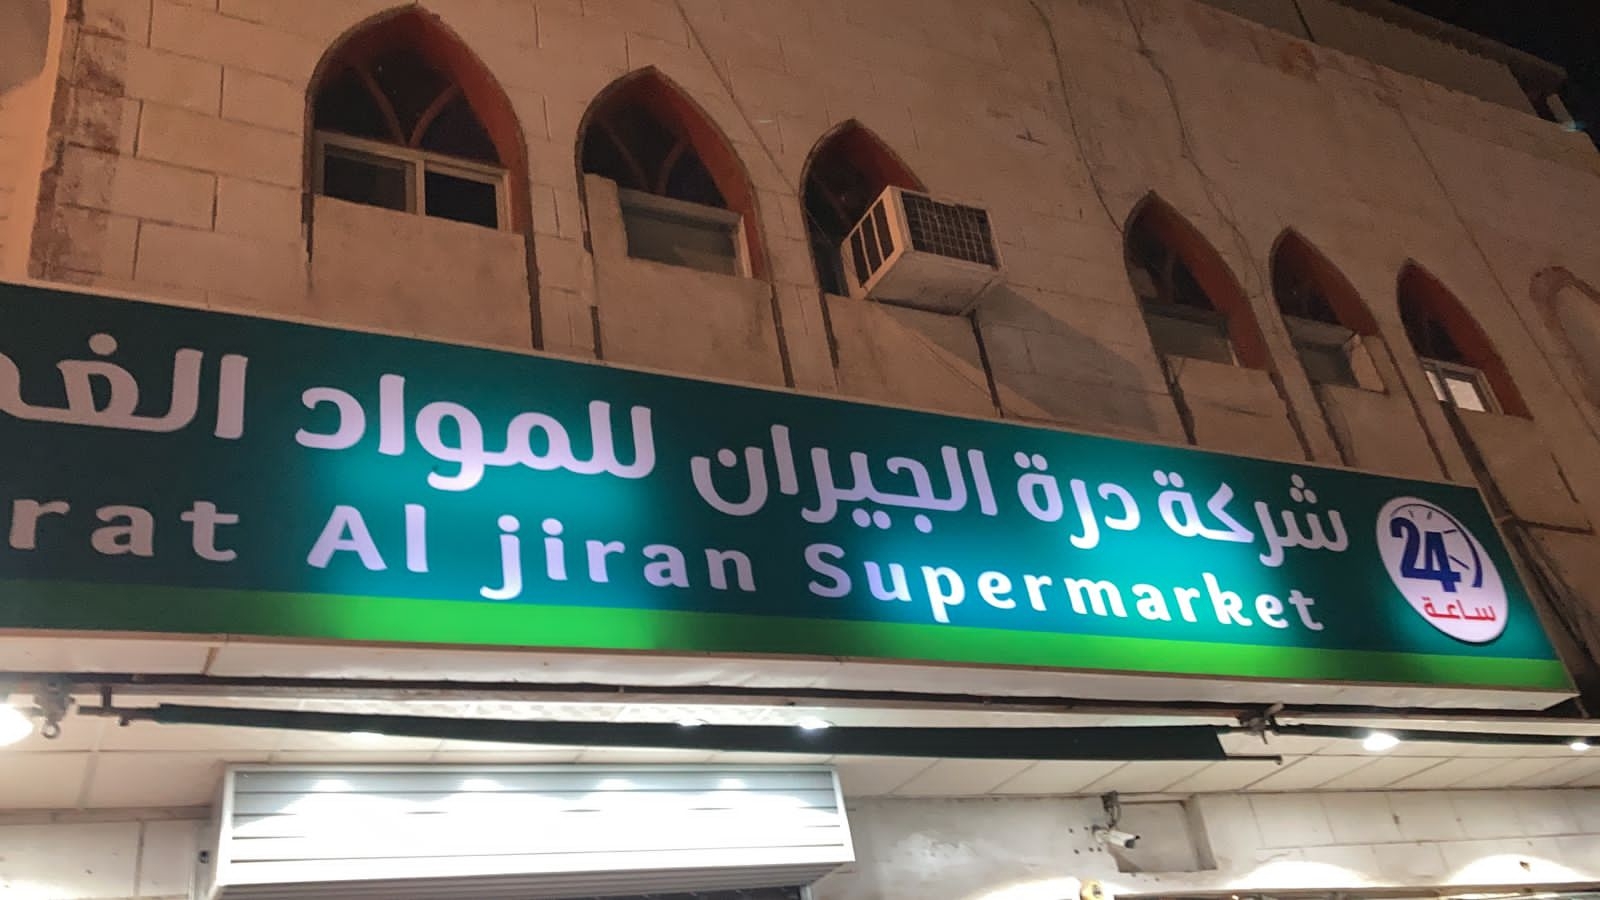 شركة درة الجيران للمواد
rat Al jiran Supermarket
24
ساعة